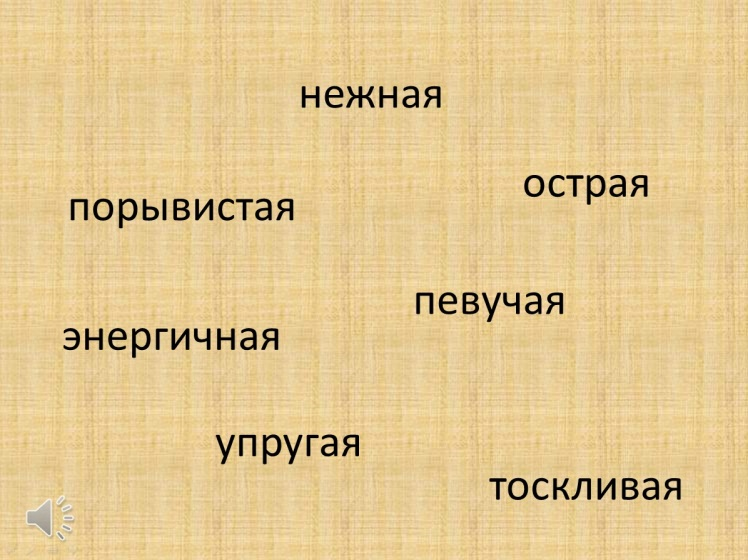 нежная
острая
порывистая
певучая
энергичная
упругая
тоскливая